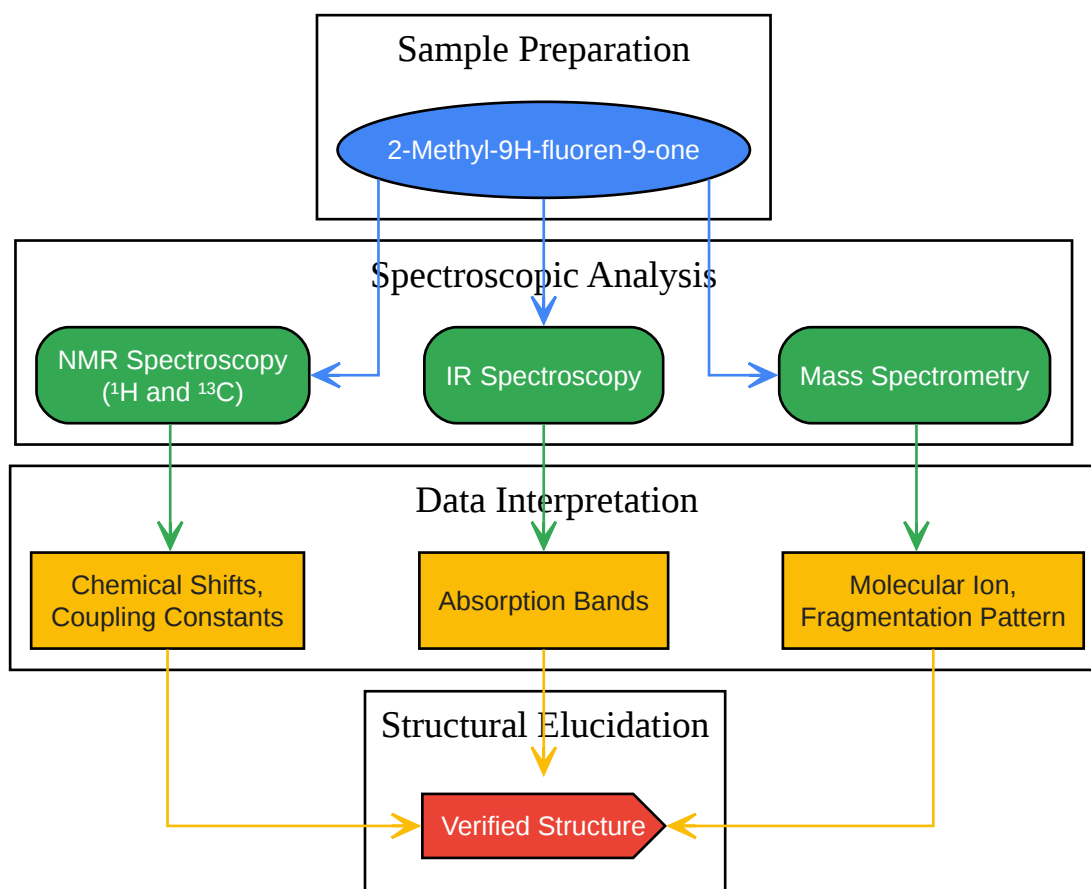 Sample Preparation
2-Methyl-9H-fluoren-9-one
Spectroscopic Analysis
NMR Spectroscopy
(¹H and ¹³C)
IR Spectroscopy
Mass Spectrometry
Data Interpretation
Chemical Shifts,
Coupling Constants
Absorption Bands
Molecular Ion,
Fragmentation Pattern
Structural Elucidation
Verified Structure